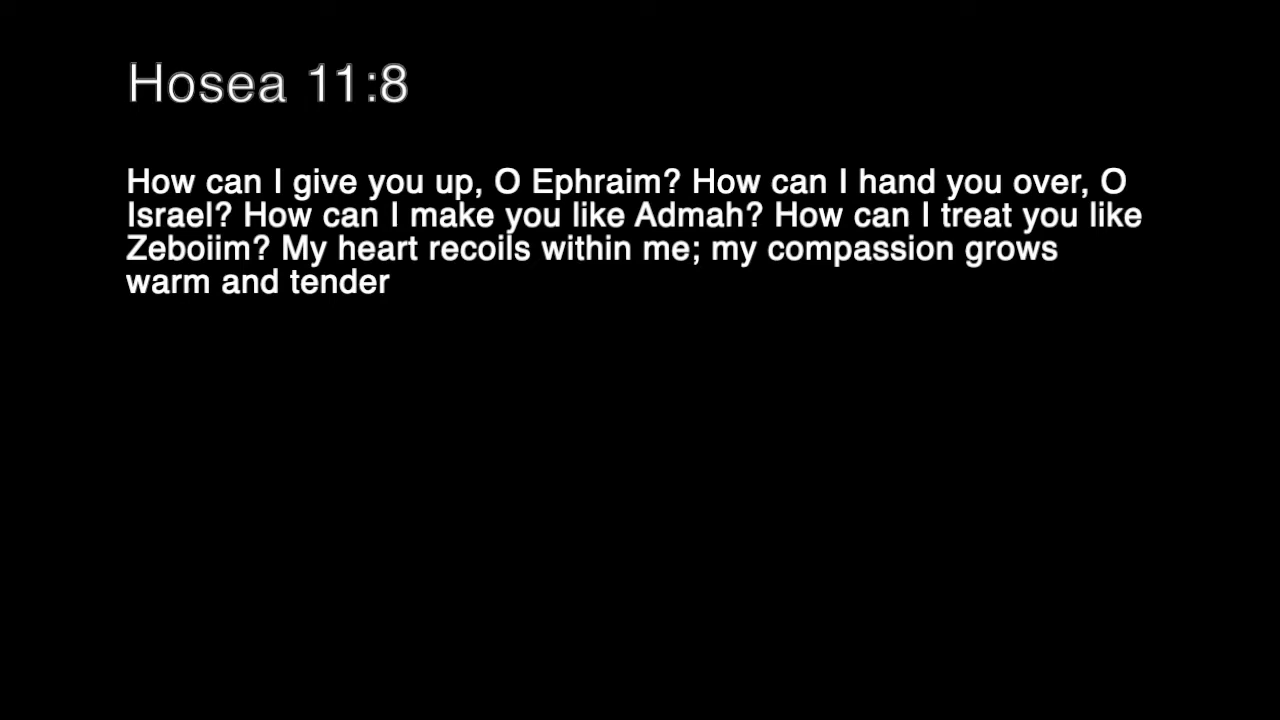 Hosea 11:8
How can I give you up, O Ephraim? How can I hand you over, O
Israel? How can I make you like Admah? How can I treat you like
Zeboiim? My heart recoils within me; my compassion grows
warm and tender